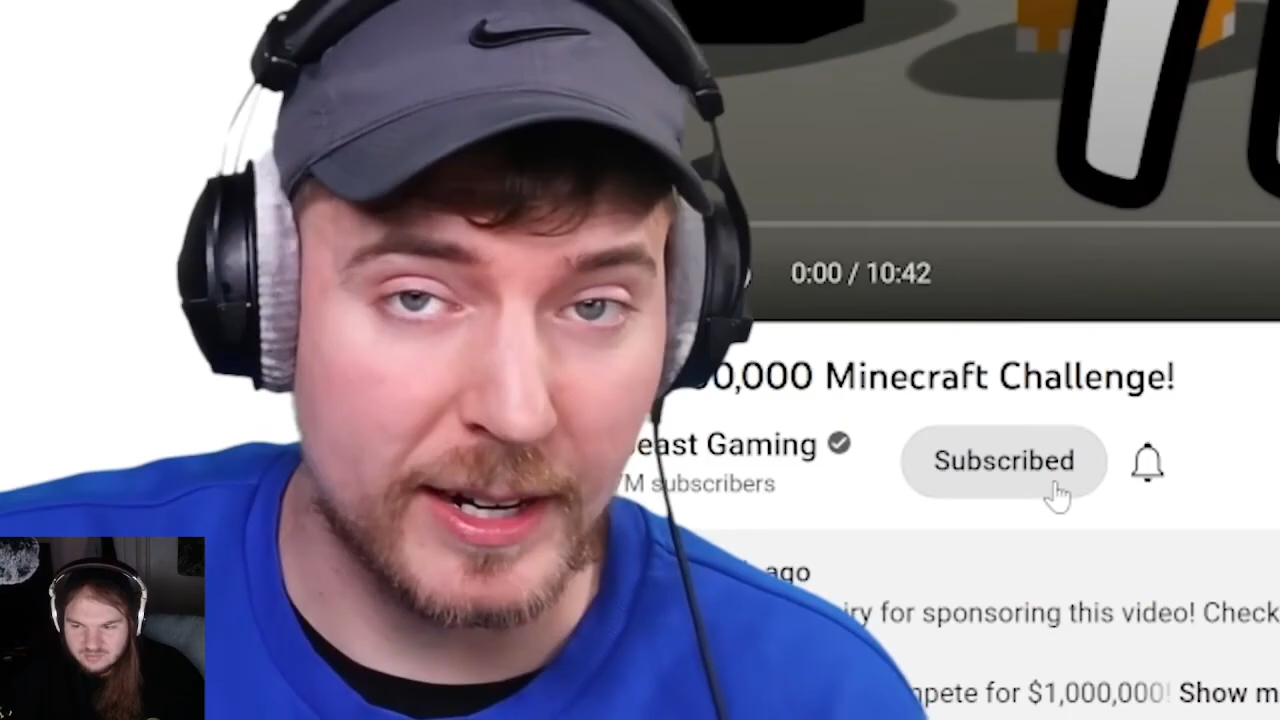 0:00 / 10:42
0,000 Minecraft Challenge!
east Gaming
M subscribers
Subscribed
ago
iry for sponsoring this video! Check
pete for $1,000,000! Show m